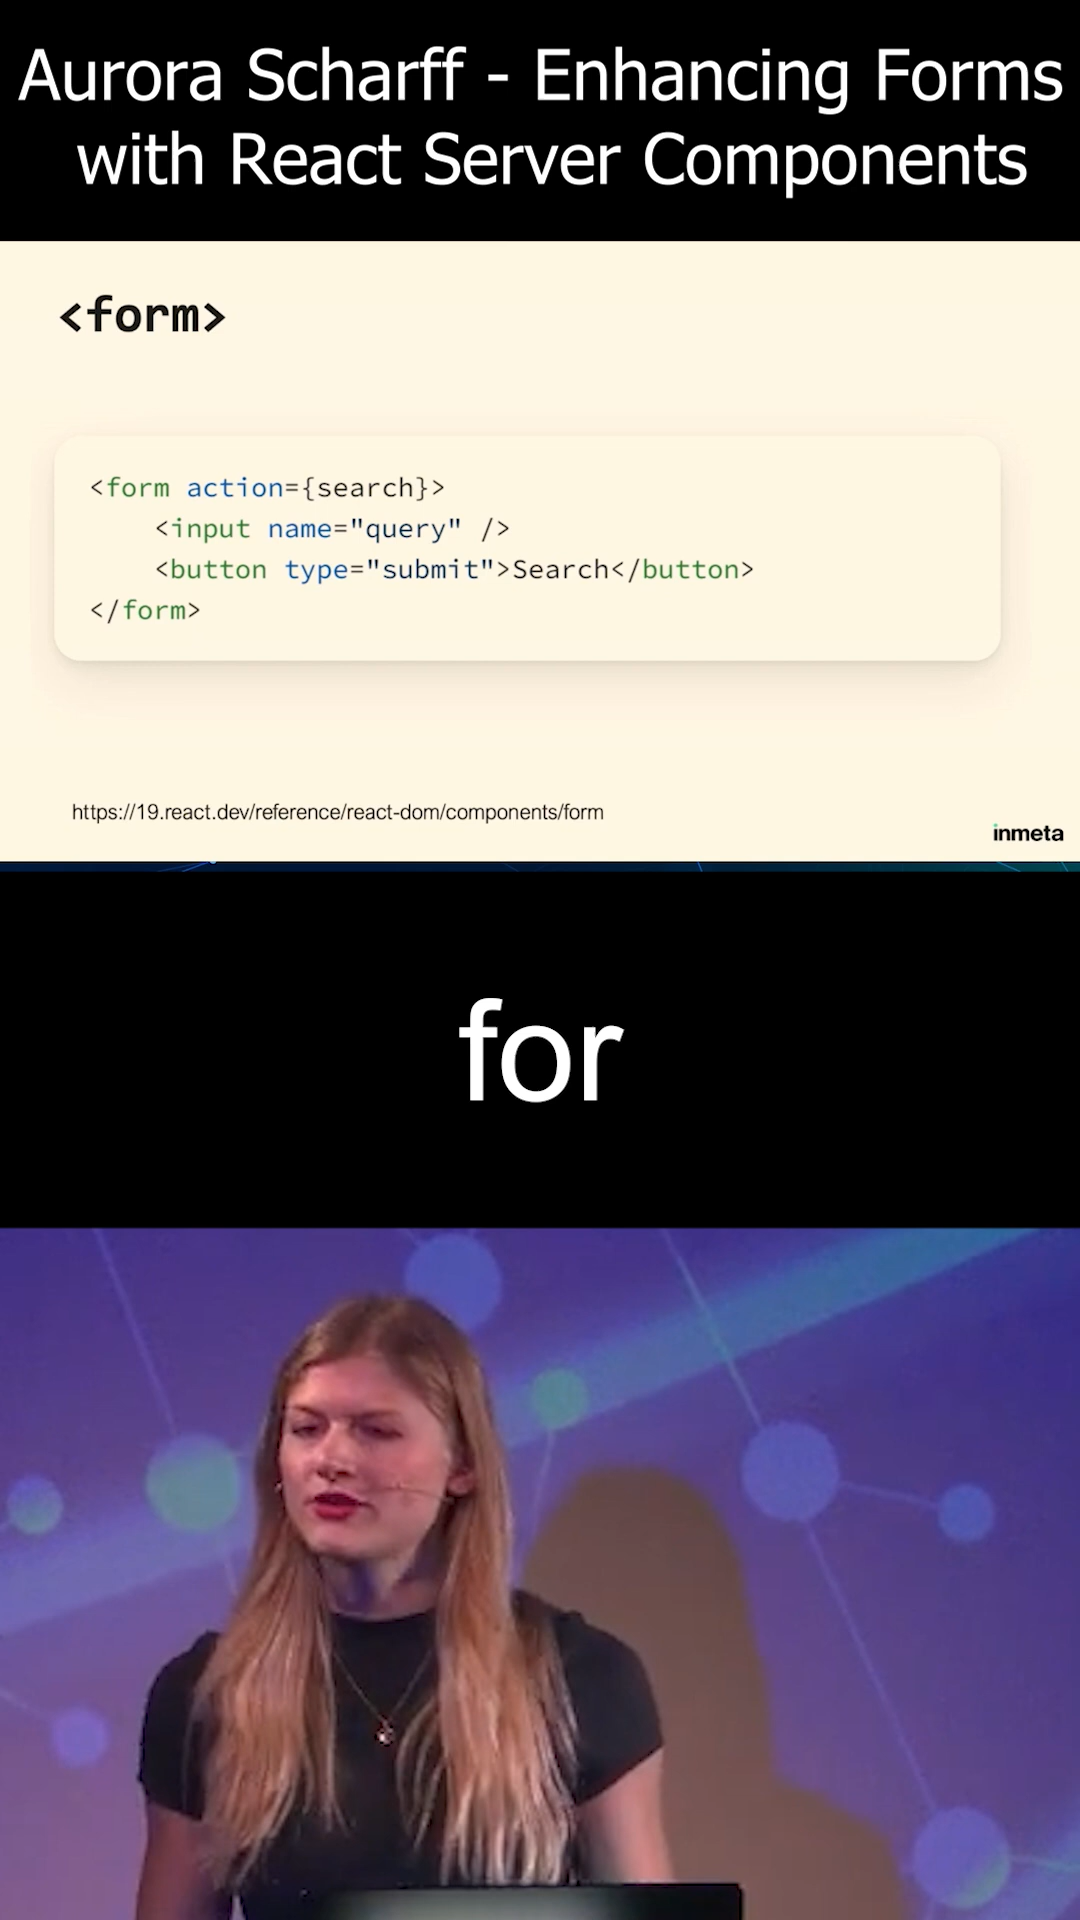 Aurora Scharff - Enhancing Forms
with React Server Components
<form>
<form action={search}>
<input name="query" />
<button type="submit">Search</button>
</form>
https://19.react.dev/reference/react-dom/components/form
inmeta
for